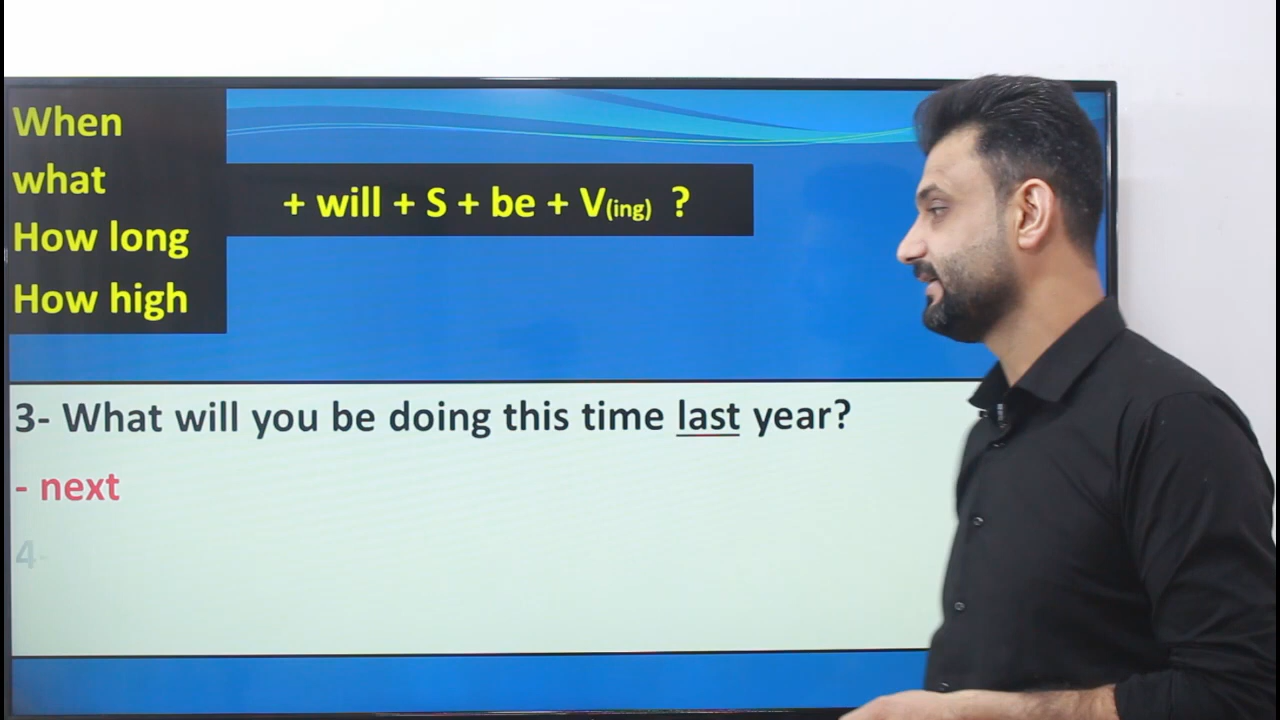 When
what
How long
How high
+ will + S + be + V(ing) ?
3- What will you be doing this time last year?
- next
4-